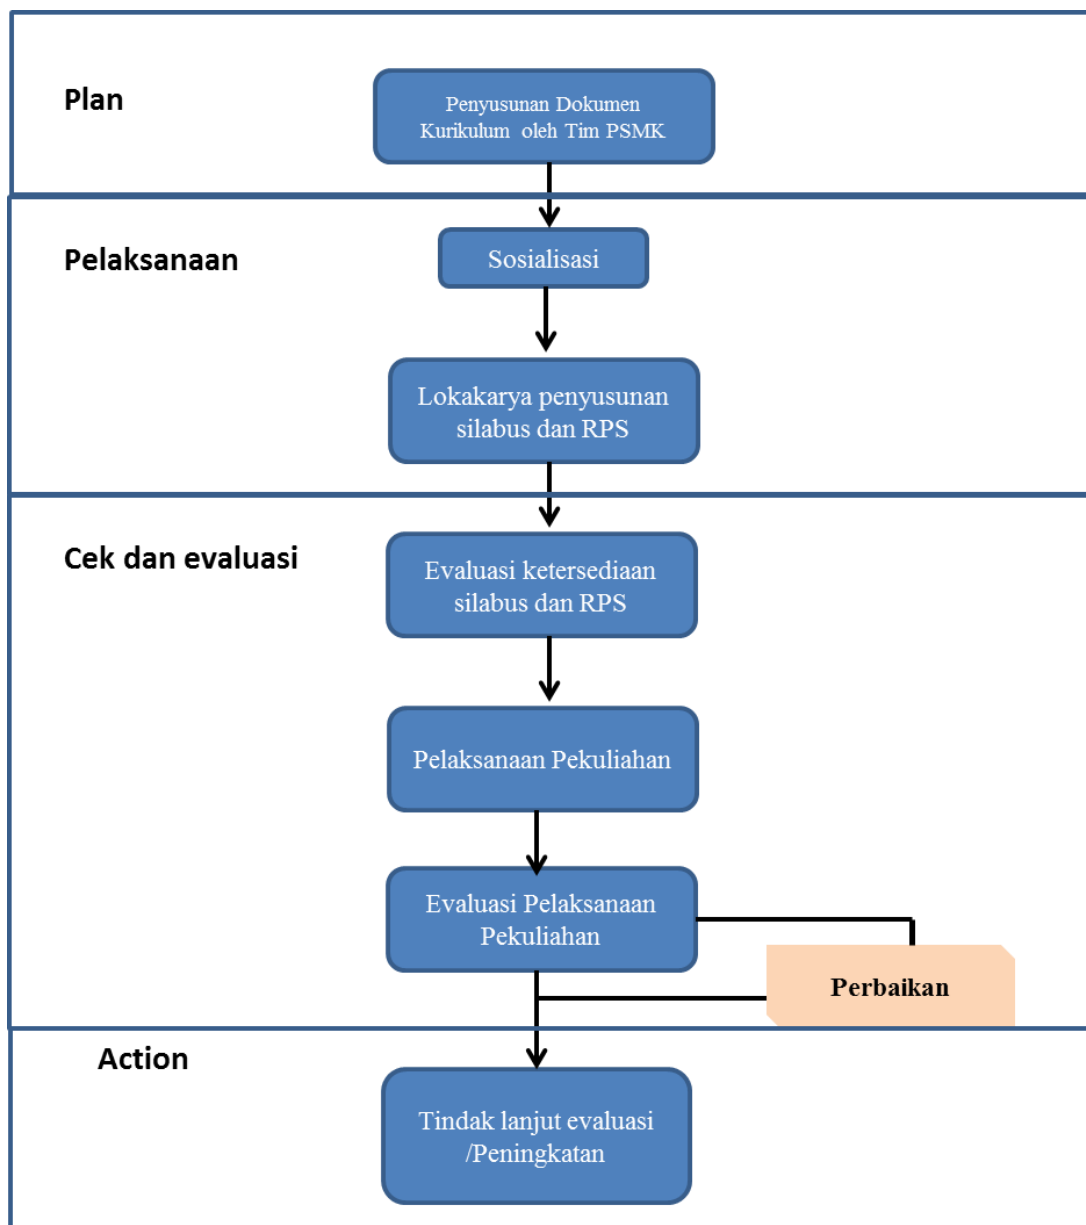 Plan
Penyusunan Dokumen
Kurikulum oleh Tim PSMK
Pelaksanaan
Sosialisasi
Lokakarya penyusunan
silabus dan RPS
Cek dan evaluasi
Evaluasi ketersediaan
silabus dan RPS
Pelaksanaan Pekuliahan
Evaluasi Pelaksanaan
Pekuliahan
Perbaikan
Action
Tindak lanjut evaluasi
/Peningkatan